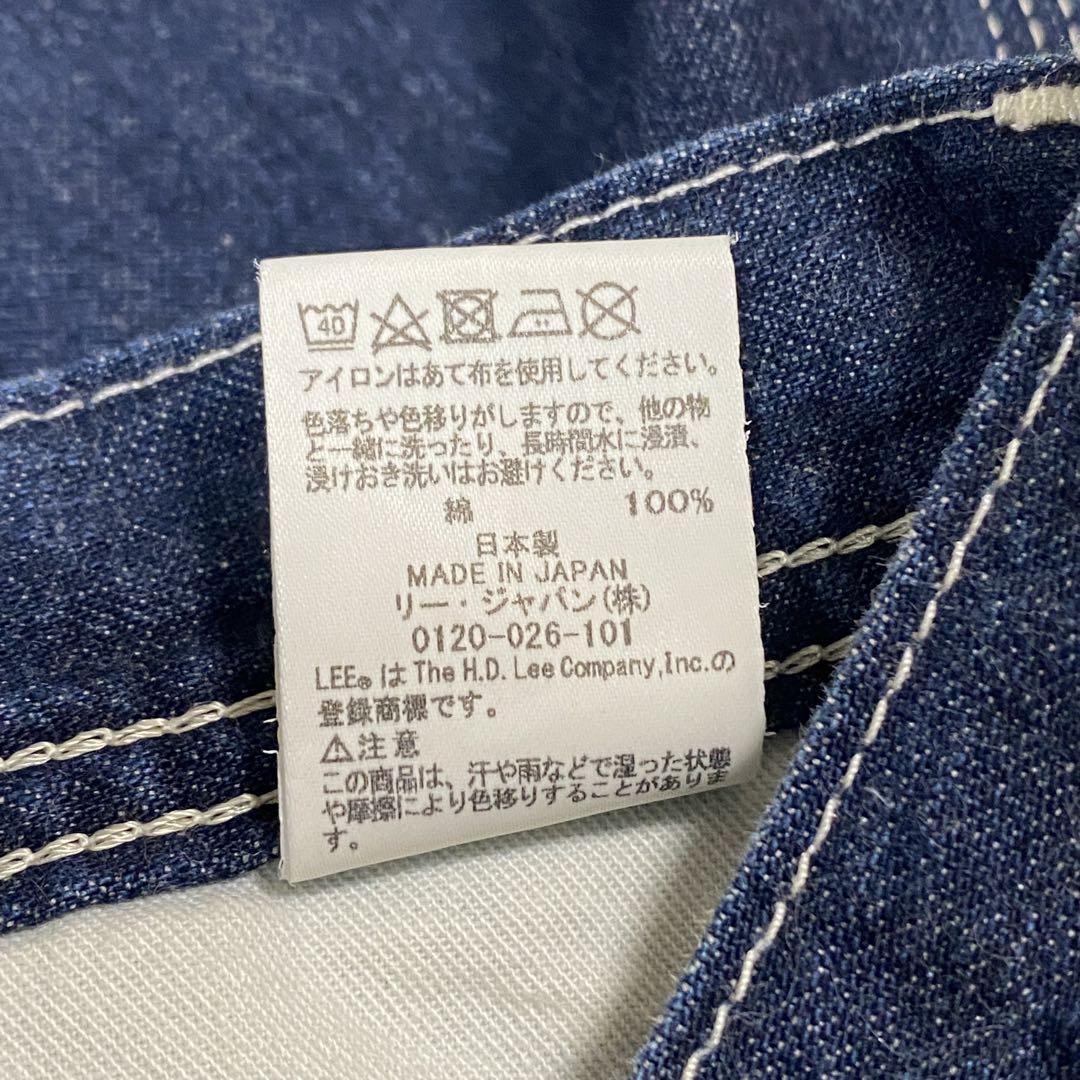 40
アイロンはあて布を使用してください。
色落ちや色移りがしますので、他の物
と一緒に洗ったり、長時間水に浸漬、
浸けおき洗いはお避けください。
綿 100%
日本製
MADE IN JAPAN
リー・ジャパン(株)
0120-026-101
LEE®はThe H.D. Lee Company, Inc.の
登録商標です。
⚠注意
この商品は、汗や雨などで湿った状態
や摩擦により色移りすることがありま
す。